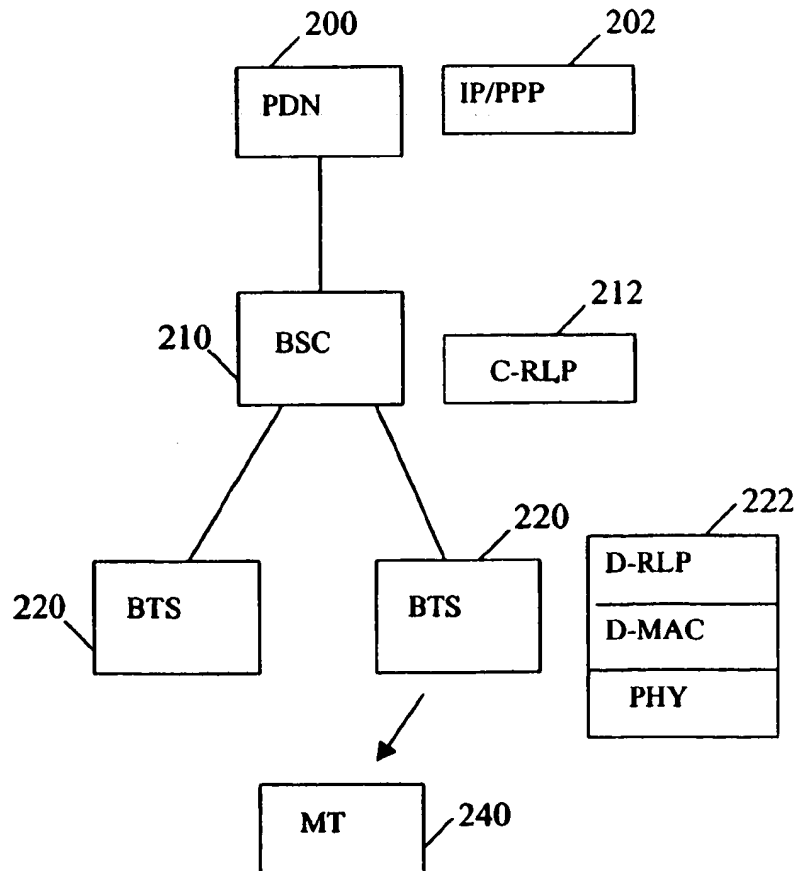 200
202
PDN
IP/PPP
212
210
BSC
C-RLP
220
222
D-RLP
220
BTS
BTS
D-MAC
PHY
MT
240